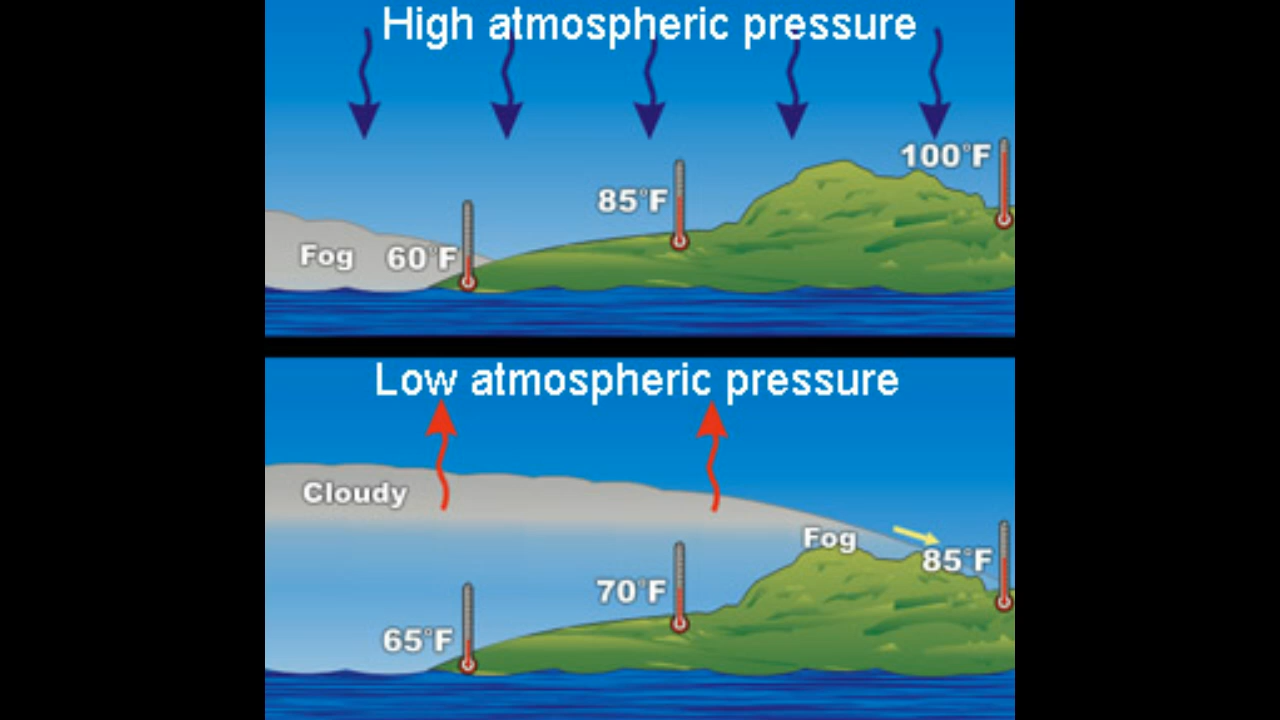 High atmospheric pressure
100°F
85°F
Fog 60°F
Low atmospheric pressure
Cloudy
Fog
85°F
70°F
65°F